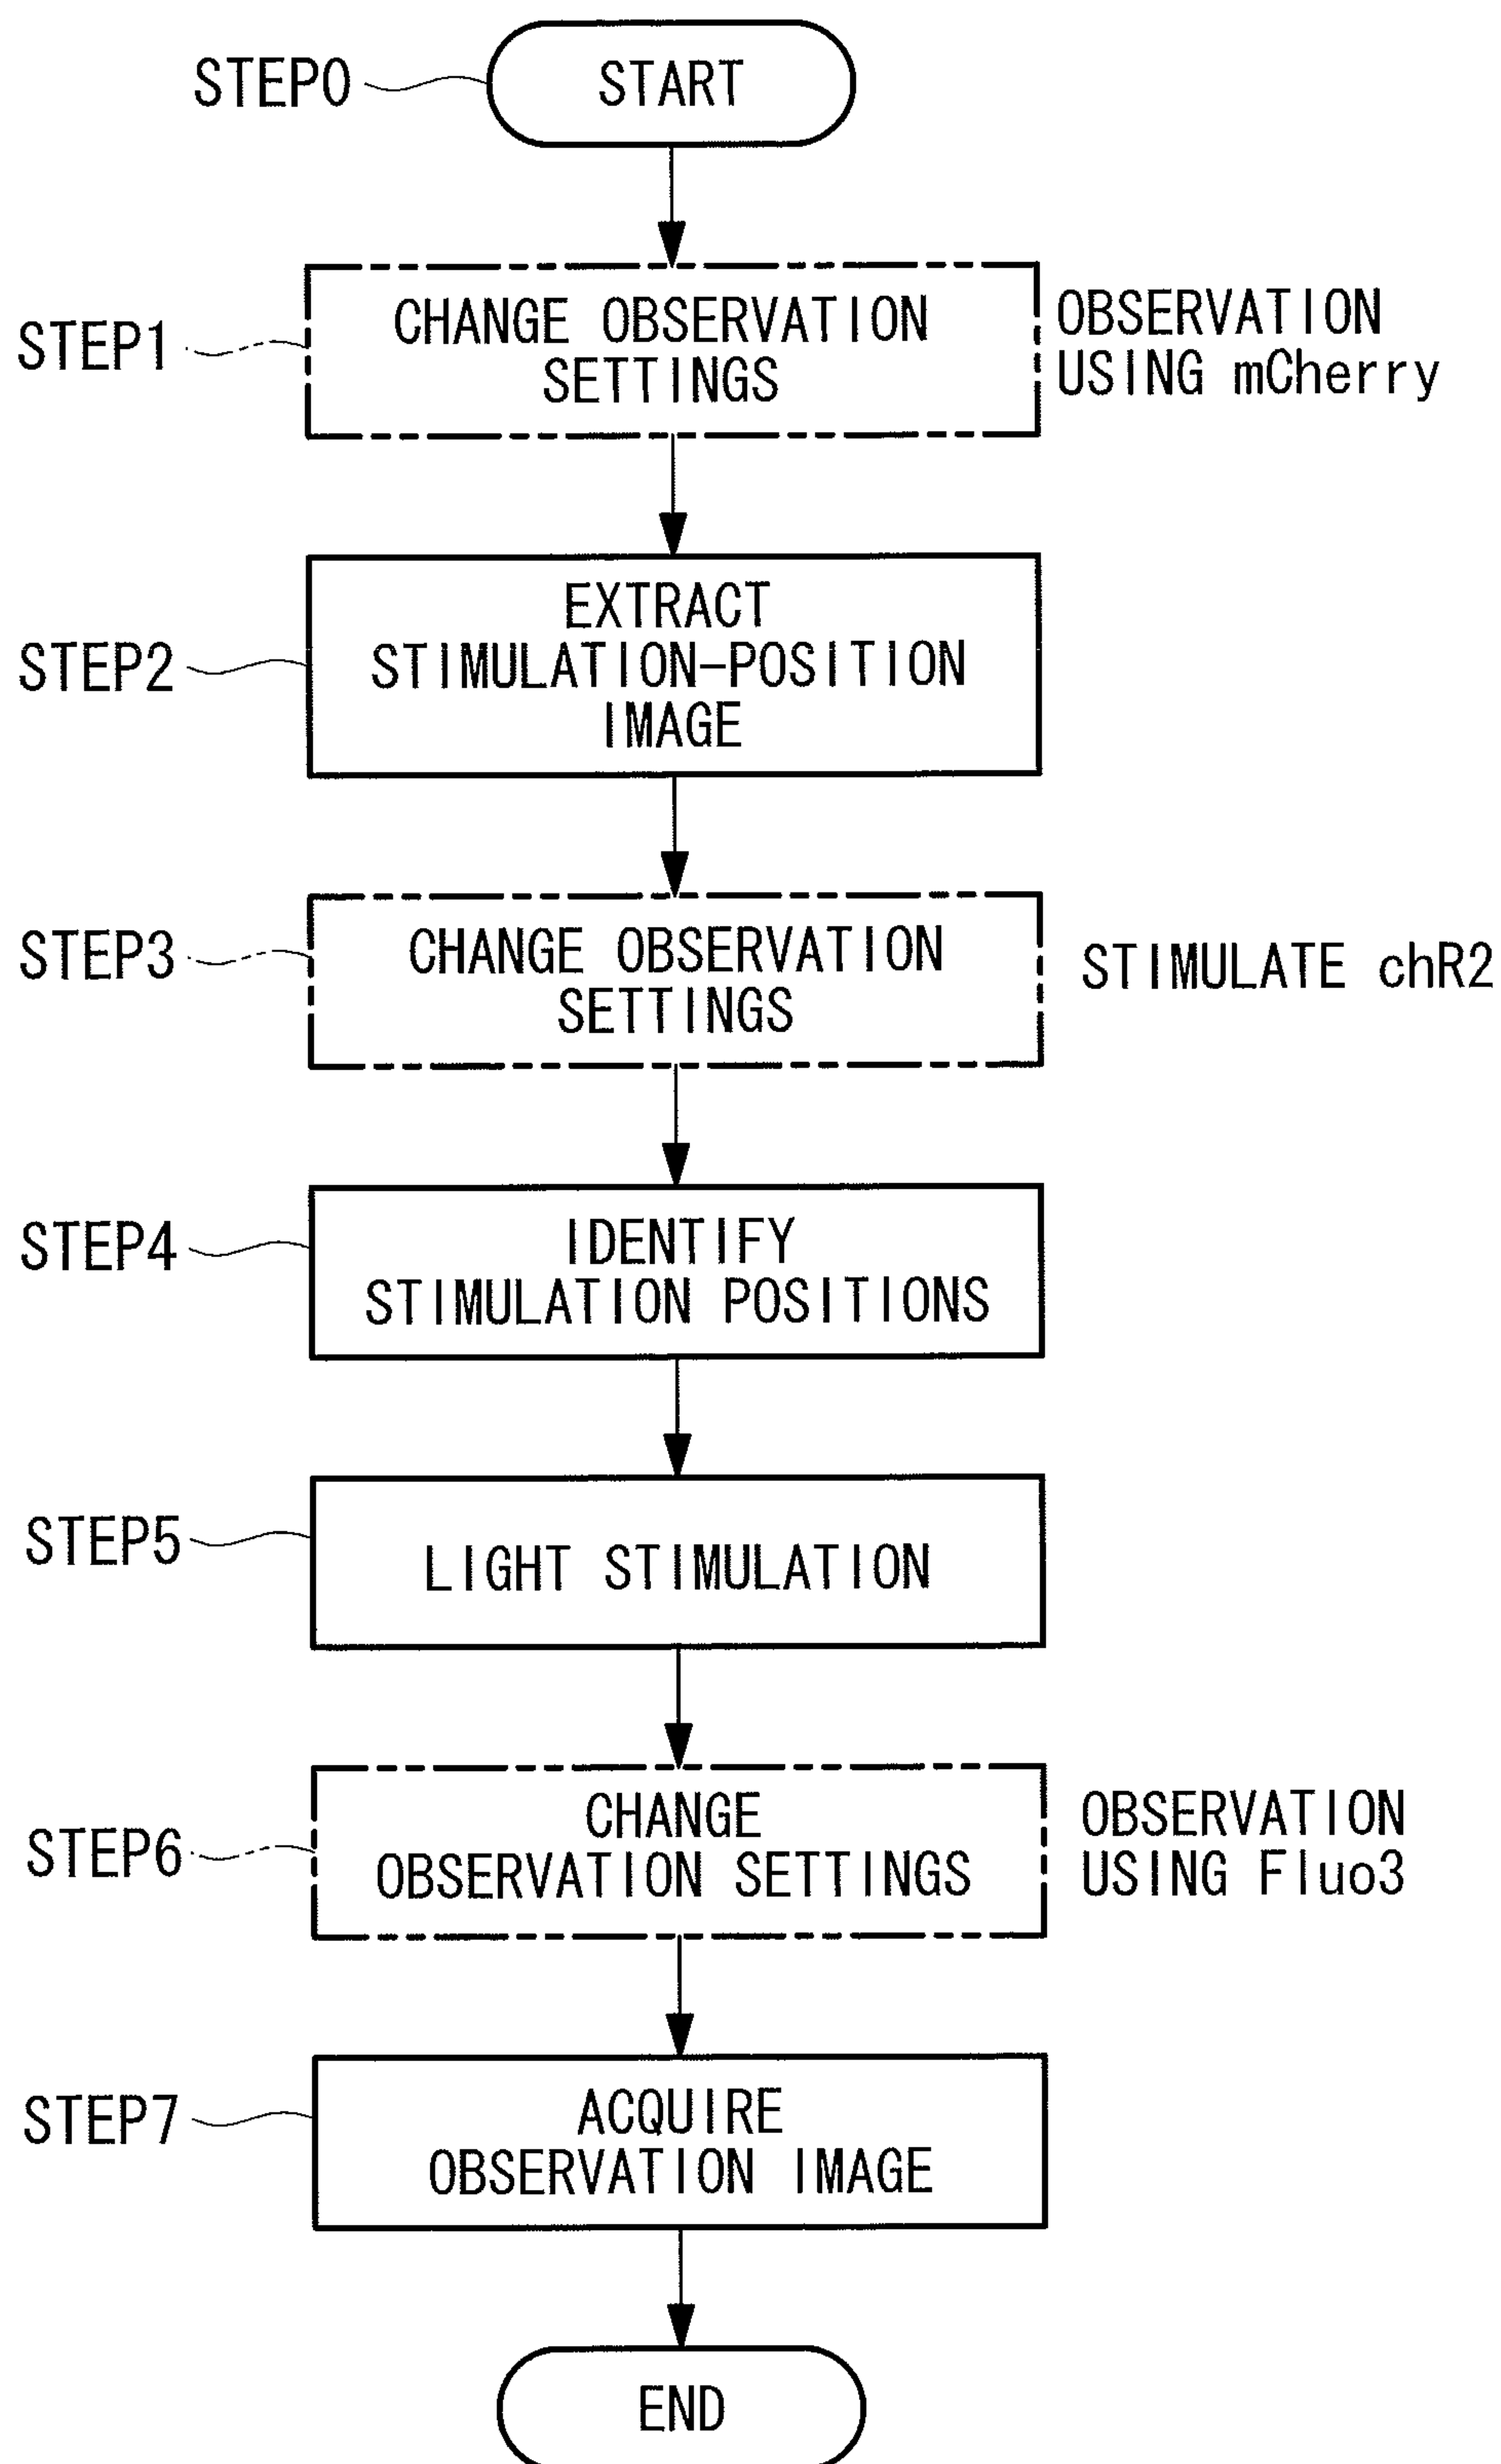 STEP0
START
STEP1
CHANGE OBSERVATION
SETTINGS
OBSERVATION
USING mCherry
STEP2
EXTRACT
STIMULATION-POSITION
IMAGE
STEP3
CHANGE OBSERVATION
SETTINGS
STIMULATE chR2
STEP4
IDENTIFY
STIMULATION POSITIONS
STEP5
LIGHT STIMULATION
STEP6
CHANGE
OBSERVATION SETTINGS
OBSERVATION
USING Fluo3
STEP7
ACQUIRE
OBSERVATION IMAGE
END